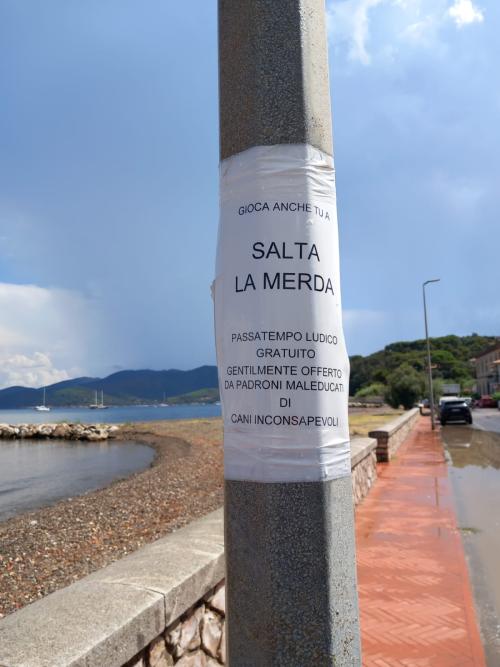 GIOCA ANCHE TU A
SALTA
LA MERDA
PASSATEMPO LUDICO
GRATUITO
GENTILMENTE OFFERTO
DA PADRONI MALEDUCATI
DI
CANI INCONSAPEVOLI